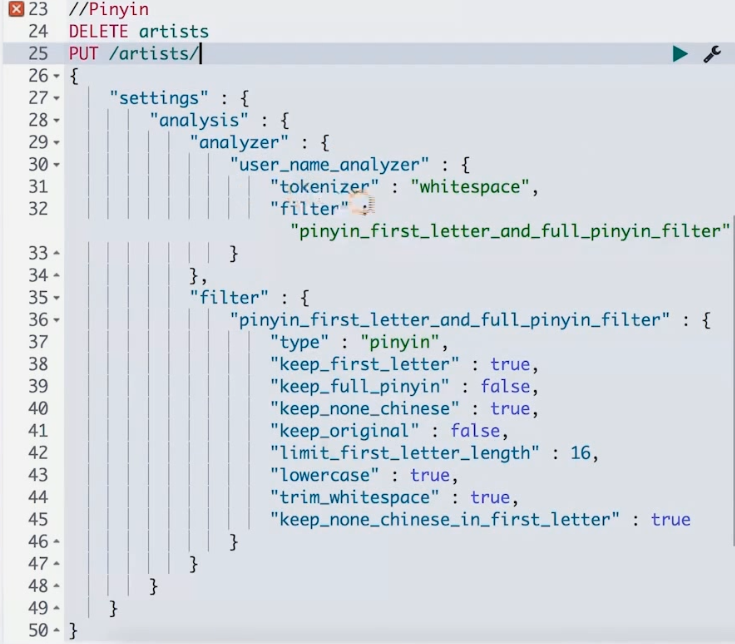 23 //Pinyin
24 DELETE artists
25 PUT /artists/
26 {
27 "settings" : {
28 "analysis" : {
29 "analyzer" : {
30 "user_name_analyzer" : {
31 "tokenizer" : "whitespace",
32 "filter" :
"pinyin_first_letter_and_full_pinyin_filter"
33 }
34 },
35 "filter" : {
36 "pinyin_first_letter_and_full_pinyin_filter" : {
37 "type" : "pinyin",
38 "keep_first_letter" : true,
39 "keep_full_pinyin" : false,
40 "keep_none_chinese" : true,
41 "keep_original" : false,
42 "limit_first_letter_length" : 16,
43 "lowercase" : true,
44 "trim_whitespace" : true,
45 "keep_none_chinese_in_first_letter" : true
46 }
47 }
48 }
49 }
50 }